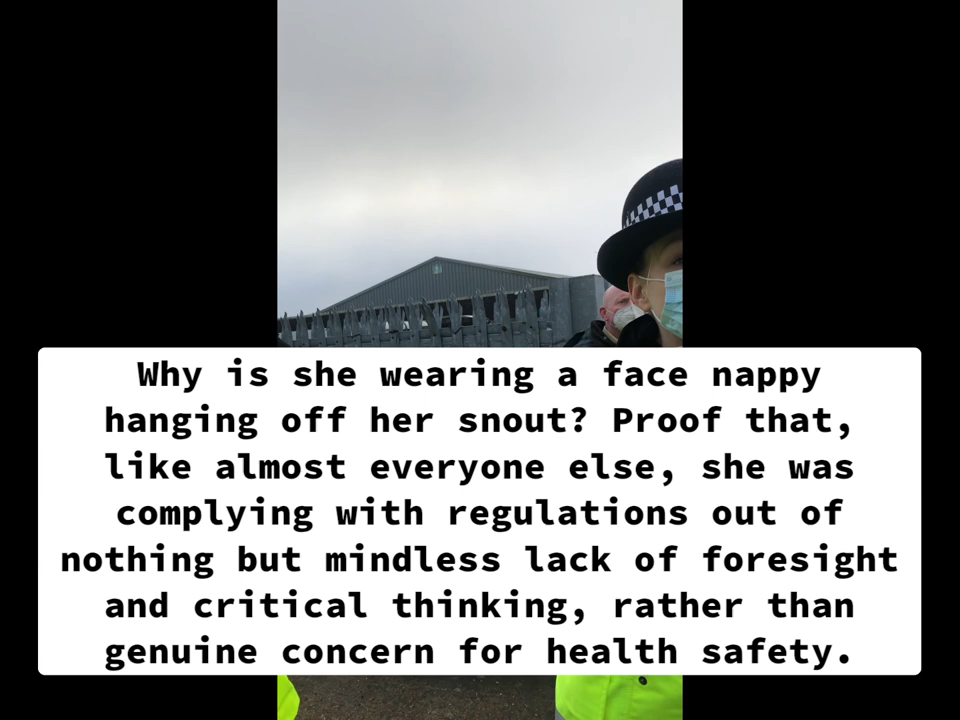 Why is she wearing a face nappy
hanging off her snout? Proof that,
like almost everyone else, she was
complying with regulations out of
nothing but mindless lack of foresight
and critical thinking, rather than
genuine concern for health safety.